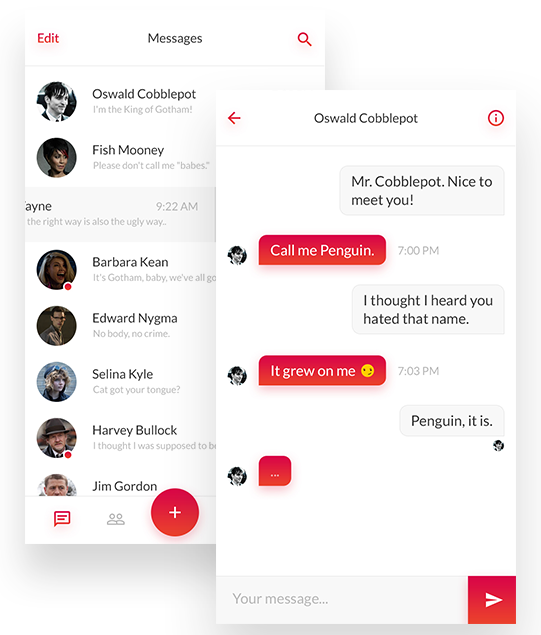 Edit
Messages
Oswald Cobblepot
I'm the King of Gotham!
Fish Mooney
Please don't call me "babes."
ayne
9:22 AM
the right way is also the ugly way..
Barbara Kean
It's Gotham, baby, we've all go
Edward Nygma
No body, no crime.
Selina Kyle
Cat got your tongue?
Harvey Bullock
I thought I was supposed to be
Jim Gordon
Oswald Cobblepot
Mr. Cobblepot. Nice to
meet you!
Call me Penguin.
7:00 PM
I thought I heard you
hated that name.
It grew on me 😏
7:03 PM
Penguin, it is.
...
Your message...